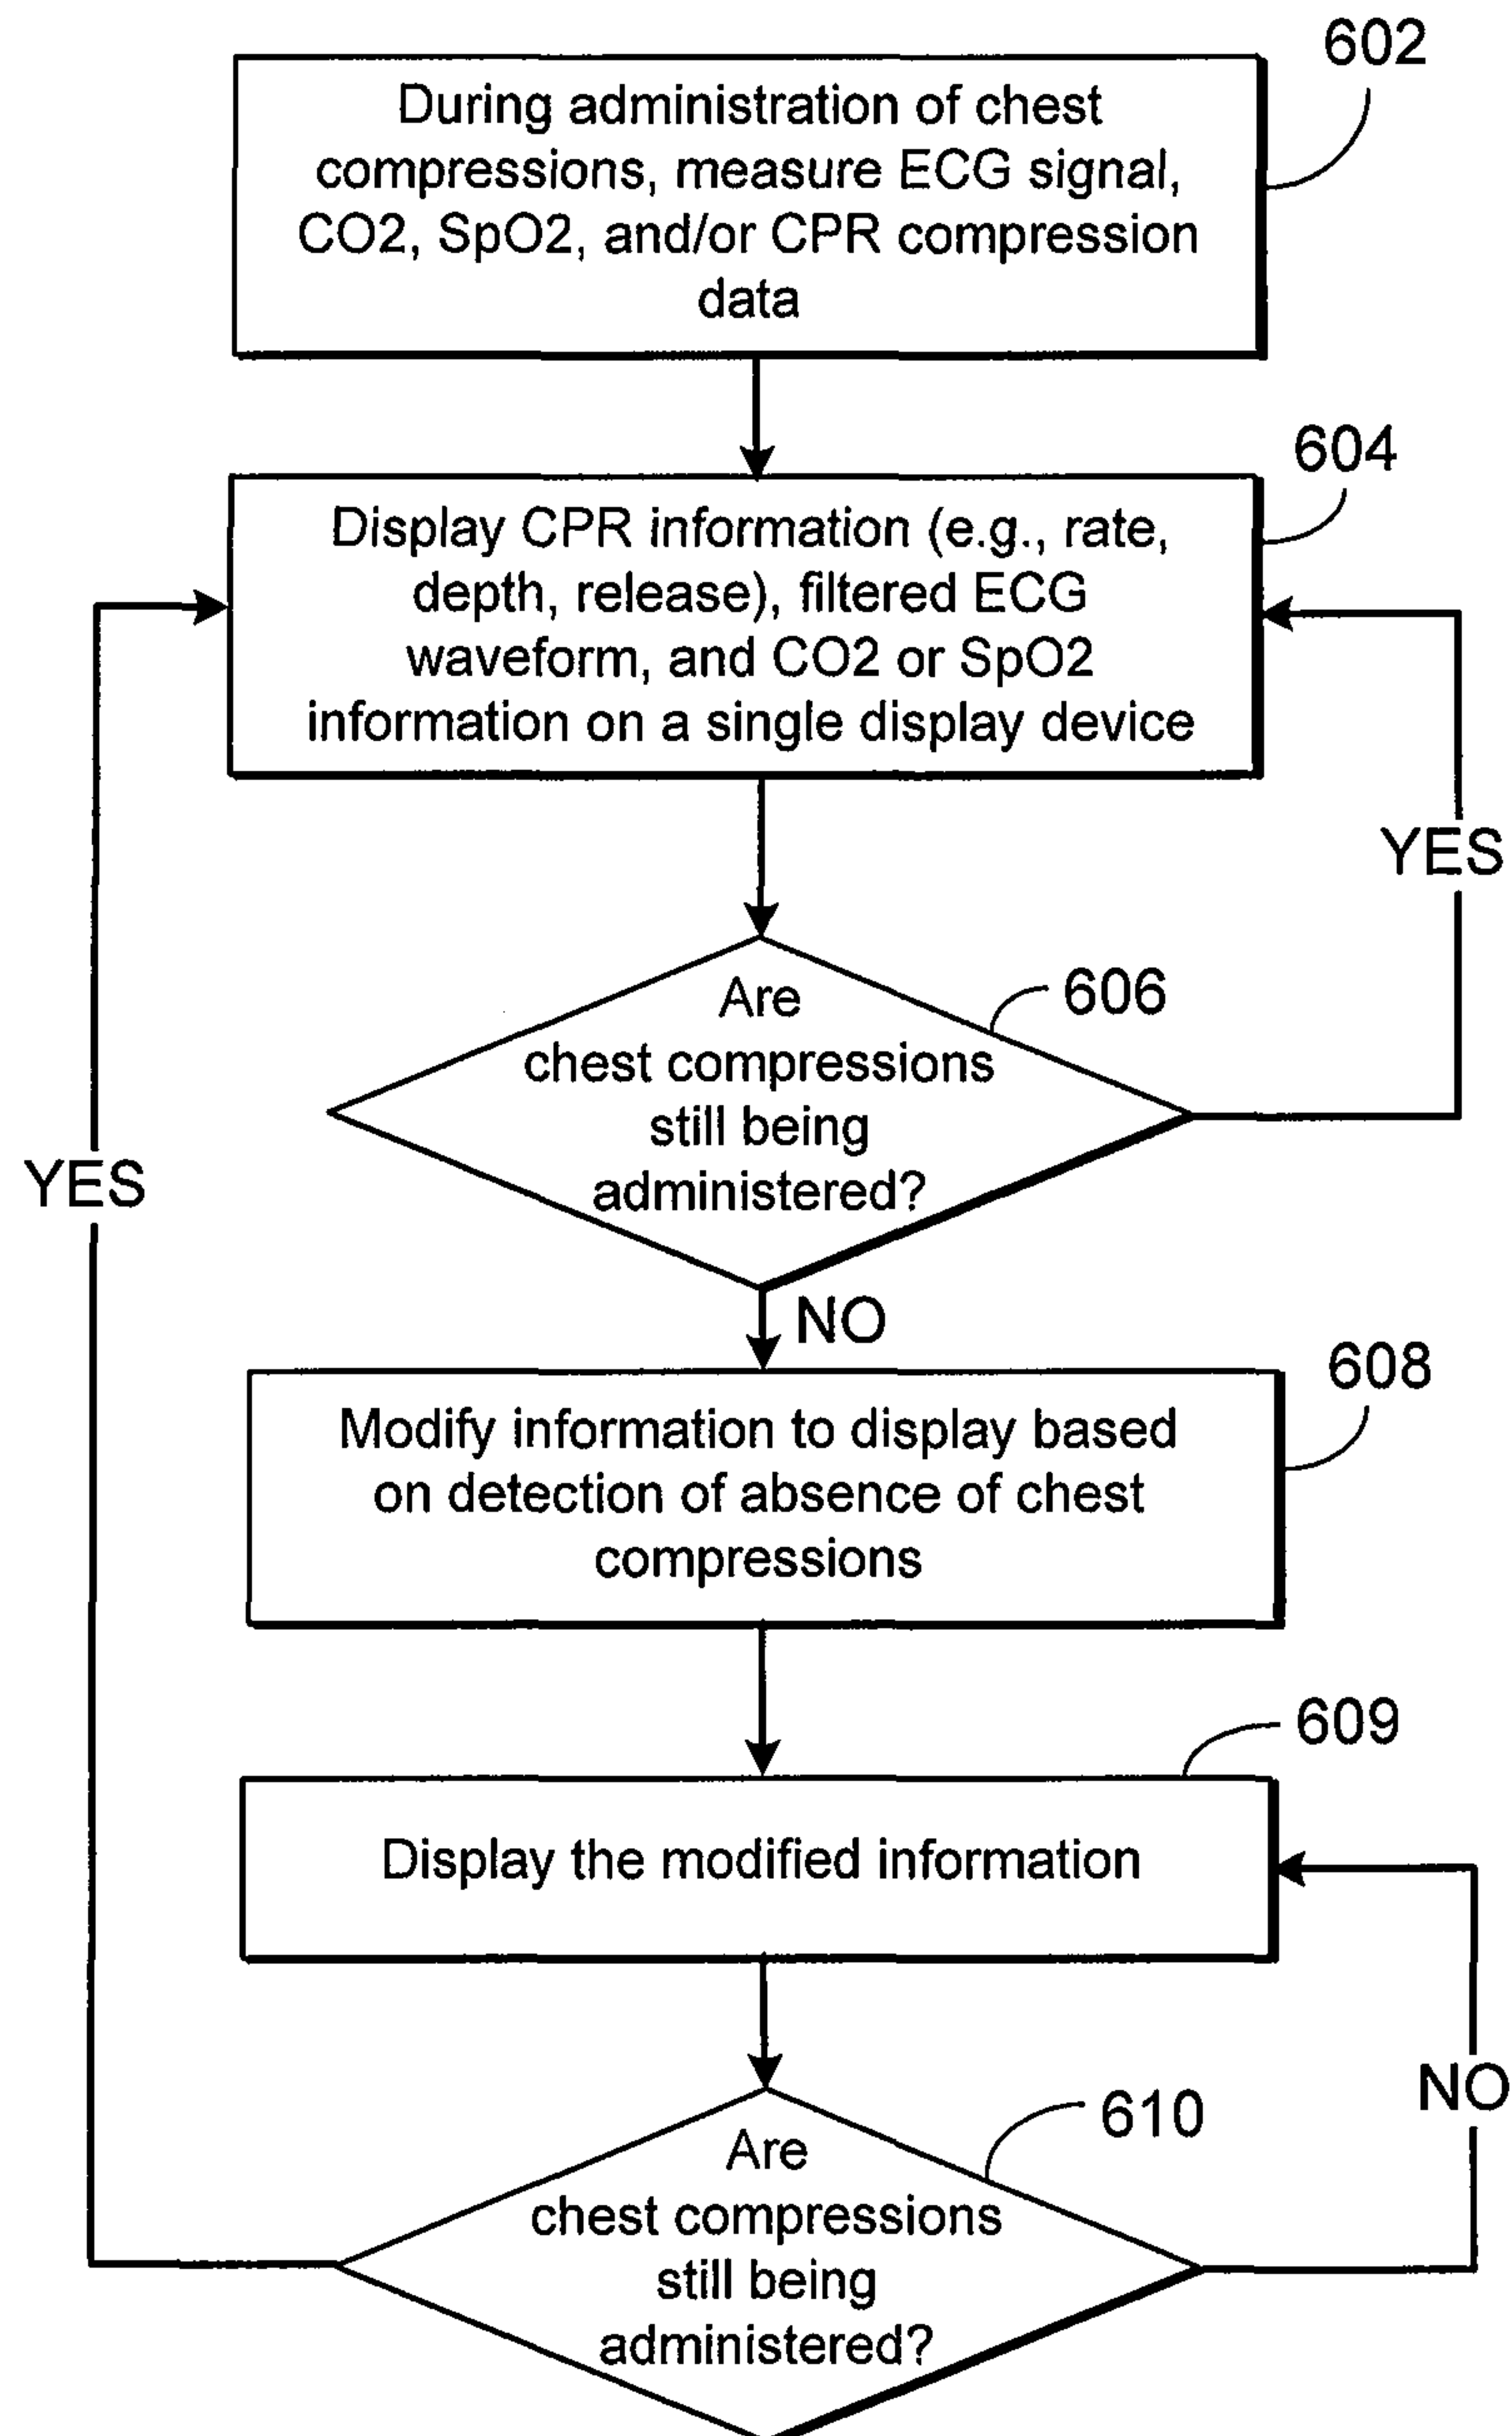 602
During administration of chest
compressions, measure ECG signal,
CO2, SpO2, and/or CPR compression
data
604
Display CPR information (e.g., rate,
depth, release), filtered ECG
waveform, and CO2 or SpO2
information on a single display device
YES
606
Are
chest compressions
still being
administered?
YES
NO
608
Modify information to display based
on detection of absence of chest
compressions
609
Display the modified information
NO
610
Are
chest compressions
still being
administered?